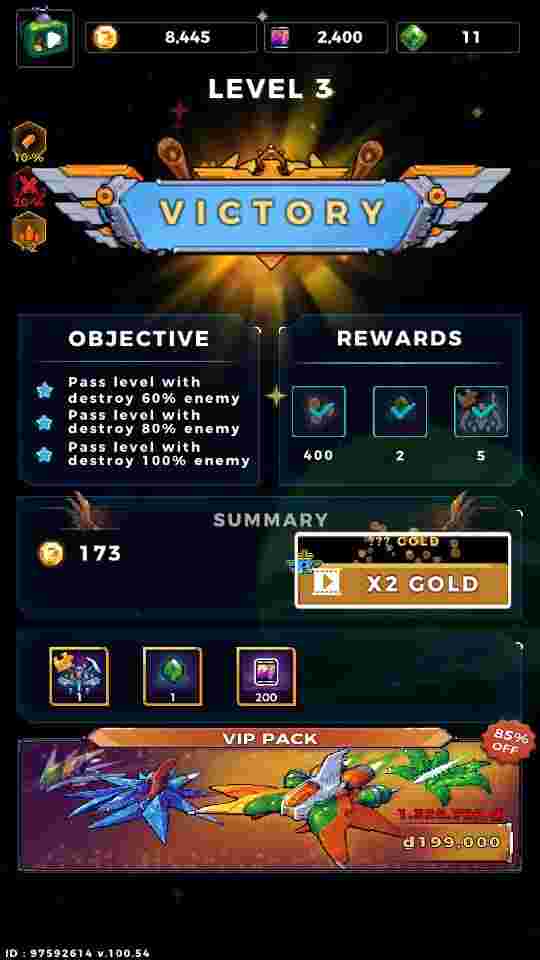 8,445
2,400
11
LEVEL 3
10%
20%
VICTORY
OBJECTIVE
Pass level with
destroy 60% enemy
Pass level with
destroy 80% enemy
Pass level with
destroy 100% enemy
REWARDS
400
2
5
SUMMARY
173
??? GOLD
X2 GOLD
1
1
200
VIP PACK
85%
OFF
đ199,000
ID : 97592614 v.100.54